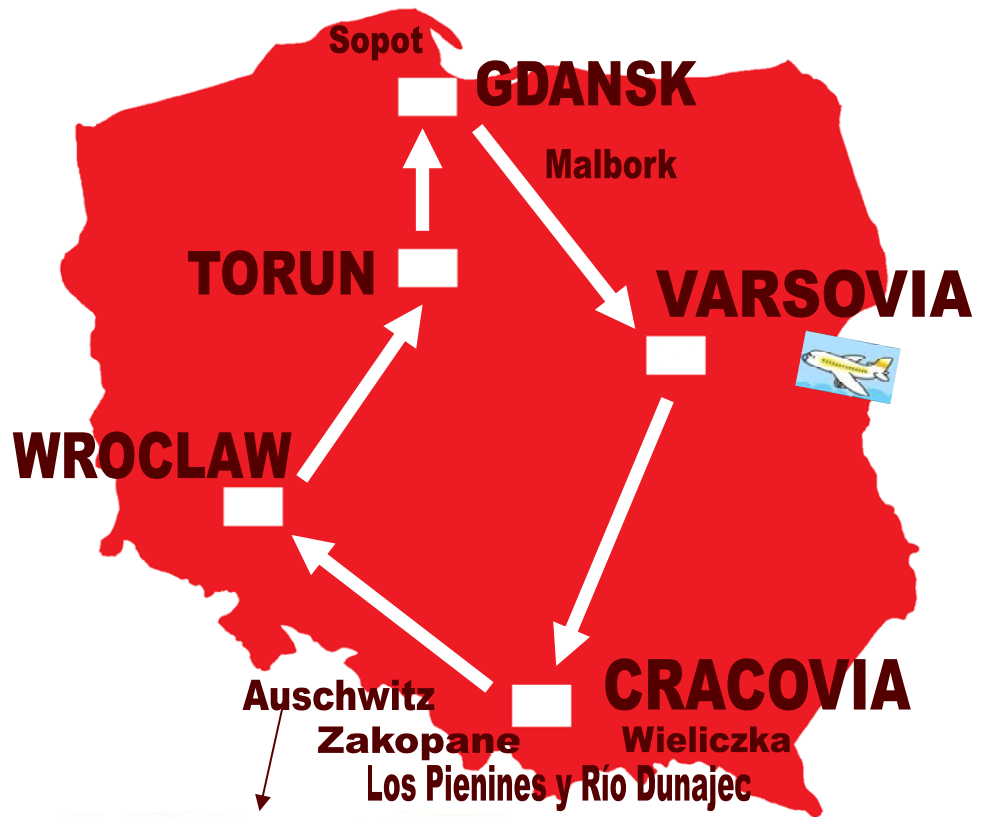 Sopot
GDANSK
Malbork
TORUN
VARSOVIA
WROCLAW
CRACOVIA
Auschwitz
Zakopane
Wieliczka
Los Pienines y Río Dunajec